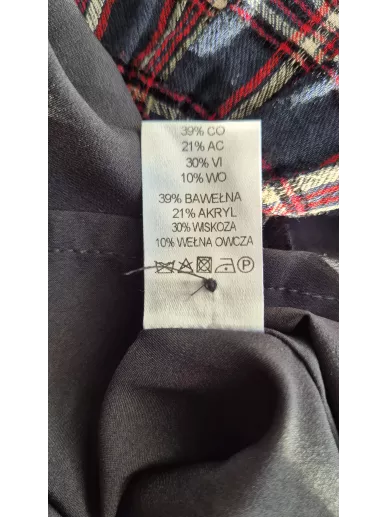 39% CO
21% AC
30% VI
10% WO
39% BAWEŁNA
21% AKRYL
30% WISKOZA
10% WEŁNA OWCZA
P